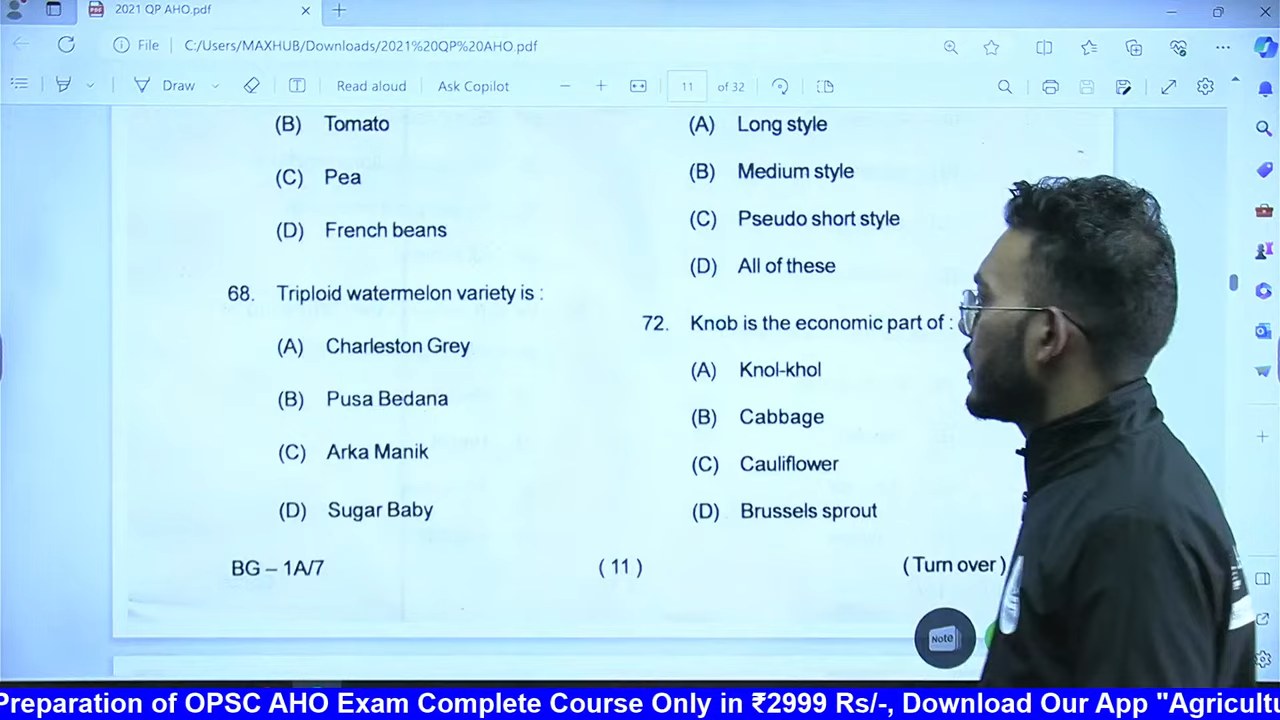 2021 QP AHO.pdf
File
C:/Users/MAXHUB/Downloads/2021%20QP%20AHO.pdf
Draw
Read aloud
Ask Copilot
11
of 32
(B) Tomato
(C) Pea
(D) French beans
68. Triploid watermelon variety is :
(A) Charleston Grey
(B) Pusa Bedana
(C) Arka Manik
(D) Sugar Baby
(A) Long style
(B) Medium style
(C) Pseudo short style
(D) All of these
72. Knob is the economic part of :
(A) Knol-khol
(B) Cabbage
(C) Cauliflower
(D) Brussels sprout
BG – 1A/7
( 11 )
( Turn over )
Note
Preparation of OPSC AHO Exam Complete Course Only in ₹2999 Rs/-, Download Our App "Agricultu